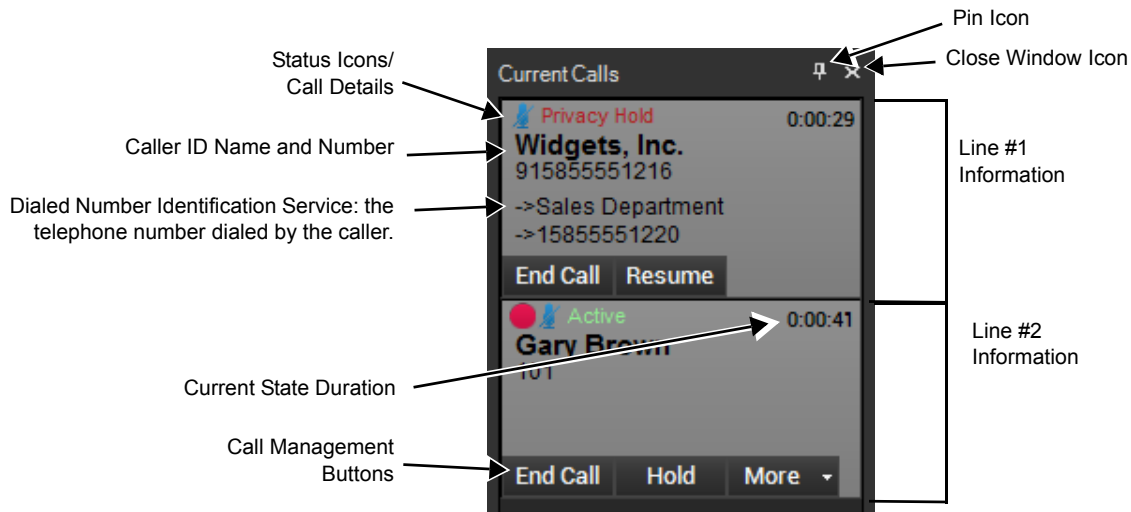 Pin Icon
Close Window Icon
Status Icons/
Call Details
Current Calls
Privacy Hold
0:00:29
Caller ID Name and Number
Widgets, Inc.
915855551216
Line #1
Information
Dialed Number Identification Service: the
telephone number dialed by the caller.
->Sales Department
->15855551220
End Call
Resume
Active
0:00:41
Gary Brown
101
Line #2
Information
Current State Duration
Call Management
Buttons
End Call
Hold
More